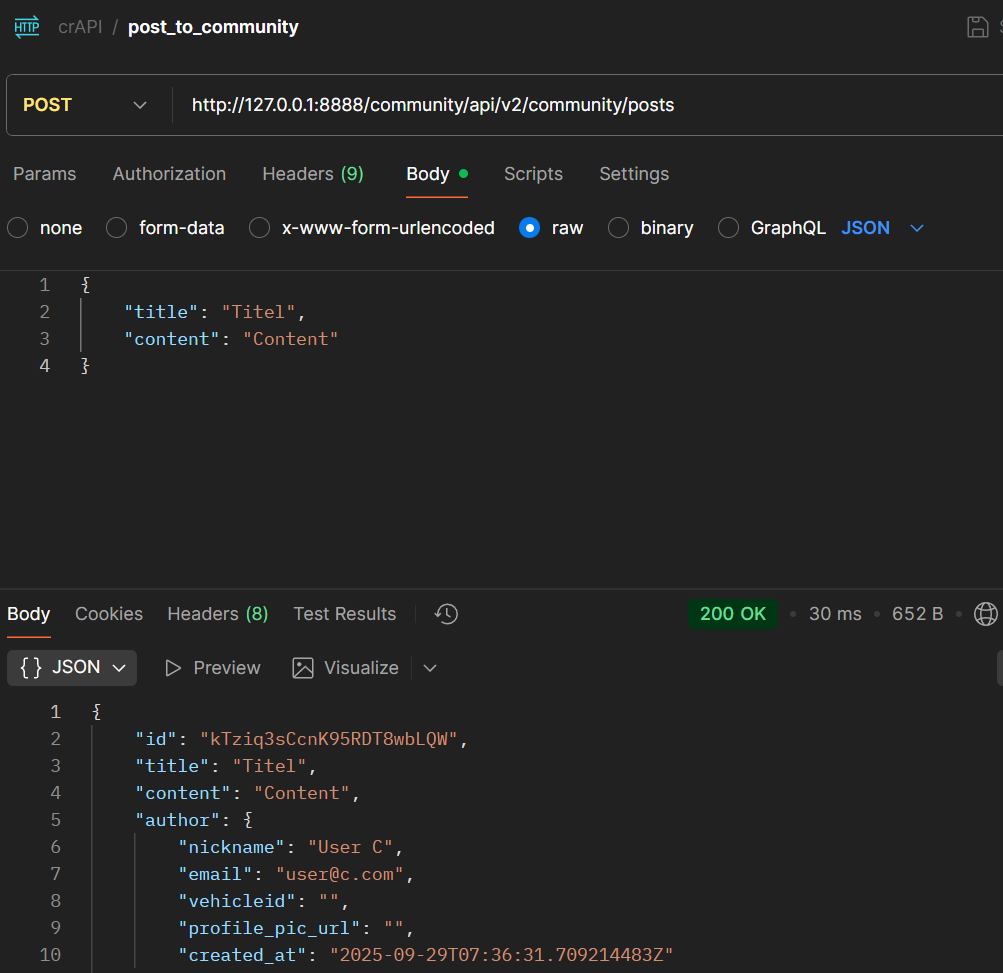 HTTP crAPI / post_to_community
POST http://127.0.0.1:8888/community/api/v2/community/posts
Params Authorization Headers (9) Body Scripts Settings
none form-data x-www-form-urlencoded raw binary GraphQL JSON
1 {
2 "title": "Titel",
3 "content": "Content"
4 }
Body Cookies Headers (8) Test Results 200 OK • 30 ms • 652 B •
{} JSON Preview Visualize
1 {
2 "id": "kTziq3sCcnK95RDT8wbLQW",
3 "title": "Titel",
4 "content": "Content",
5 "author": {
6 "nickname": "User C",
7 "email": "user@c.com",
8 "vehicleid": "",
9 "profile_pic_url": "",
10 "created_at": "2025-09-29T07:36:31.709214483Z"